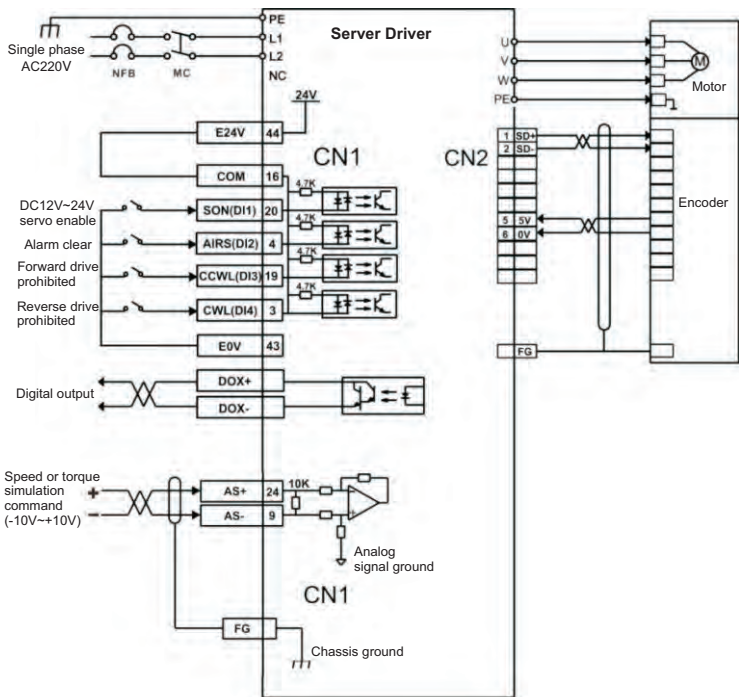 PE
Server Driver
Single phase
AC220V
L1
L2
NFB
MC
NC
24V
U
V
W
PE
M
Motor
E24V 44
CN1
CN2
1 SD+
2 SD-
COM 16
4.7K
DC12V~24V
servo enable
SON(DI1) 20
4.7K
Alarm clear
AIRS(DI2) 4
4.7K
Forward drive
prohibited
CCWL(DI3) 19
4.7K
Reverse drive
prohibited
CWL(DI4) 3
5 5V
6 0V
Encoder
E0V 43
FG
Digital output
DOX+
DOX-
Speed or torque
simulation
command
(-10V~+10V)
+
-
AS+ 24
10K
AS- 9
-
+
Analog
signal ground
CN1
FG
Chassis ground